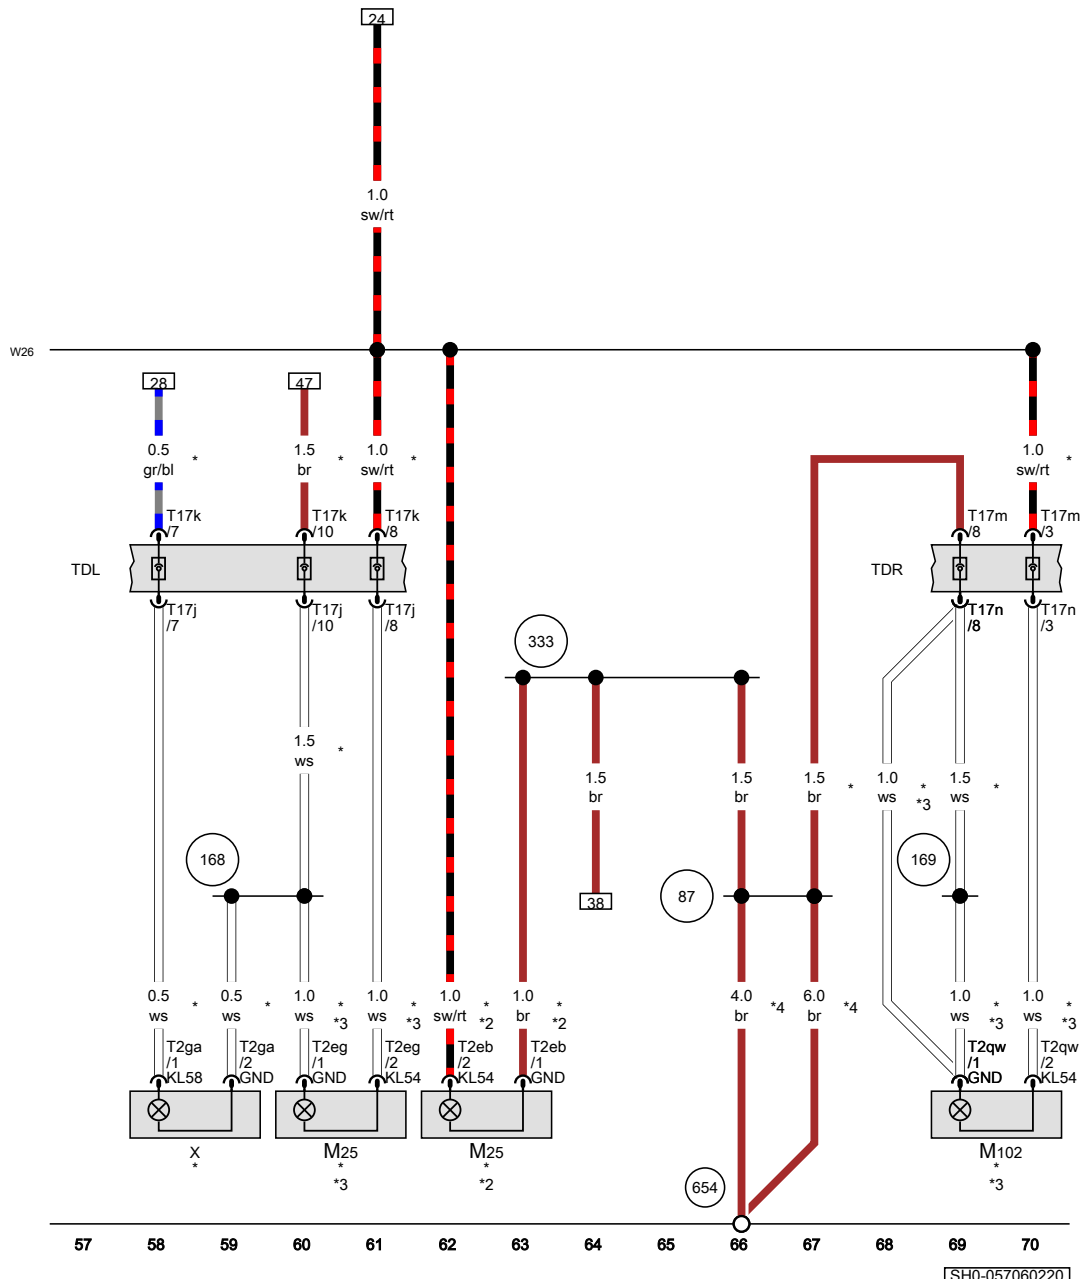 24
1.0
sw/rt
W26
28
47
0.5
gr/bl
*
1.5
br
*
1.0
sw/rt
*
1.0
sw/rt
*
T17k
/7
T17k
/10
T17k
/8
T17m
/8
T17m
/3
TDL
TDR
T17j
/7
T17j
/10
T17j
/8
T17n
/8
T17n
/3
333
1.5
ws
*
1.5
br
1.5
br
1.5
br
*
1.0
ws
*
*3
1.5
ws
*
168
38
87
169
0.5
ws
*
0.5
ws
*
1.0
ws
*
*3
1.0
ws
*
*3
1.0
sw/rt
*
*2
1.0
br
*
*2
4.0
br
*4
6.0
br
*4
1.0
ws
*
*3
1.0
ws
*
*3
T2ga
/1
KL58
T2ga
/2
GND
T2eg
/1
GND
T2eg
/2
KL54
T2eb
/2
KL54
T2eb
/1
GND
T2qw
/1
GND
T2qw
/2
KL54
X
*
M25
*
*3
M25
*
*2
M102
*
*3
654
57 58 59 60 61 62 63 64 65 66 67 68 69 70
SH0-057060220